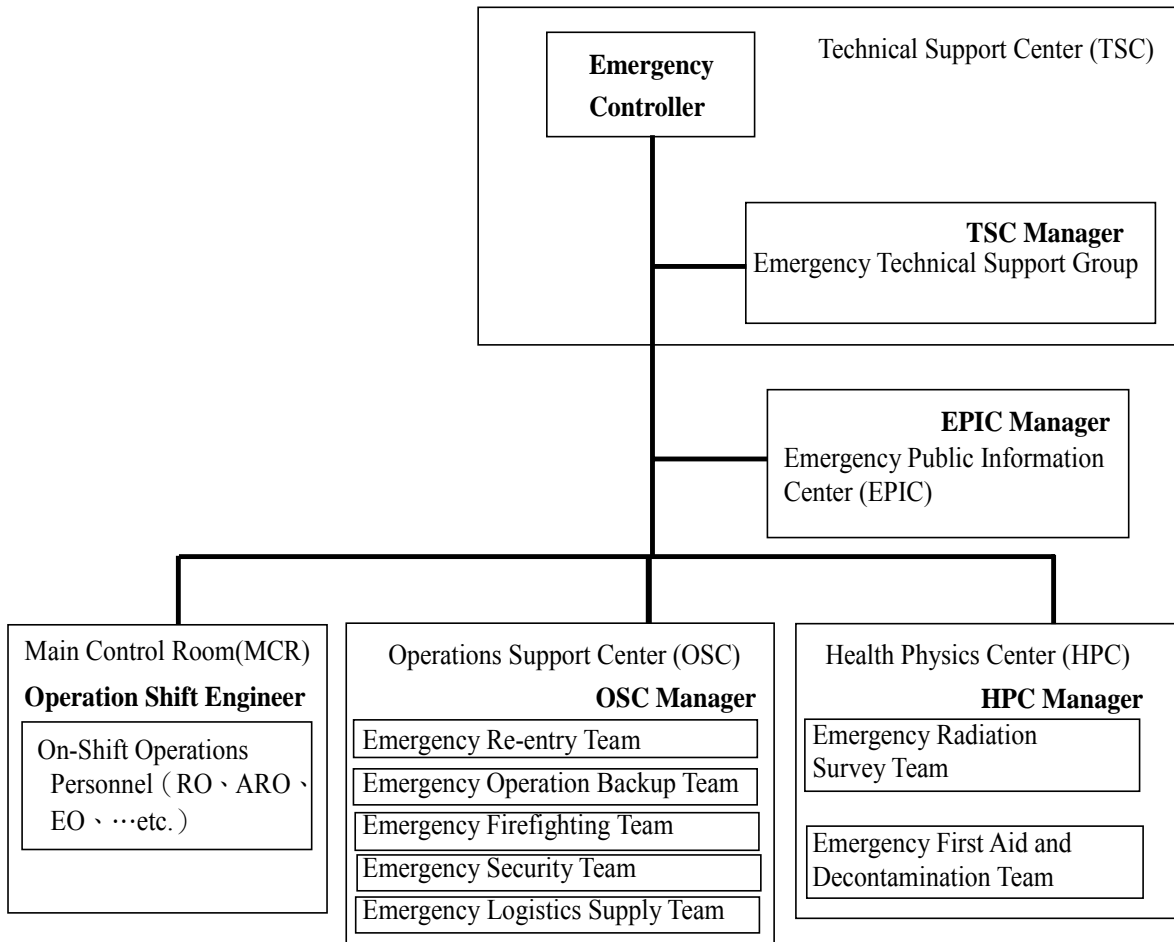 Technical Support Center (TSC)
Emergency
Controller
TSC Manager
Emergency Technical Support Group
EPIC Manager
Emergency Public Information
Center (EPIC)
Main Control Room(MCR)
Operation Shift Engineer
On-Shift Operations
Personnel（RO、ARO、
EO、…etc.）
Operations Support Center (OSC)
OSC Manager
Emergency Re-entry Team
Emergency Operation Backup Team
Emergency Firefighting Team
Emergency Security Team
Emergency Logistics Supply Team
Health Physics Center (HPC)
HPC Manager
Emergency Radiation
Survey Team
Emergency First Aid and
Decontamination Team